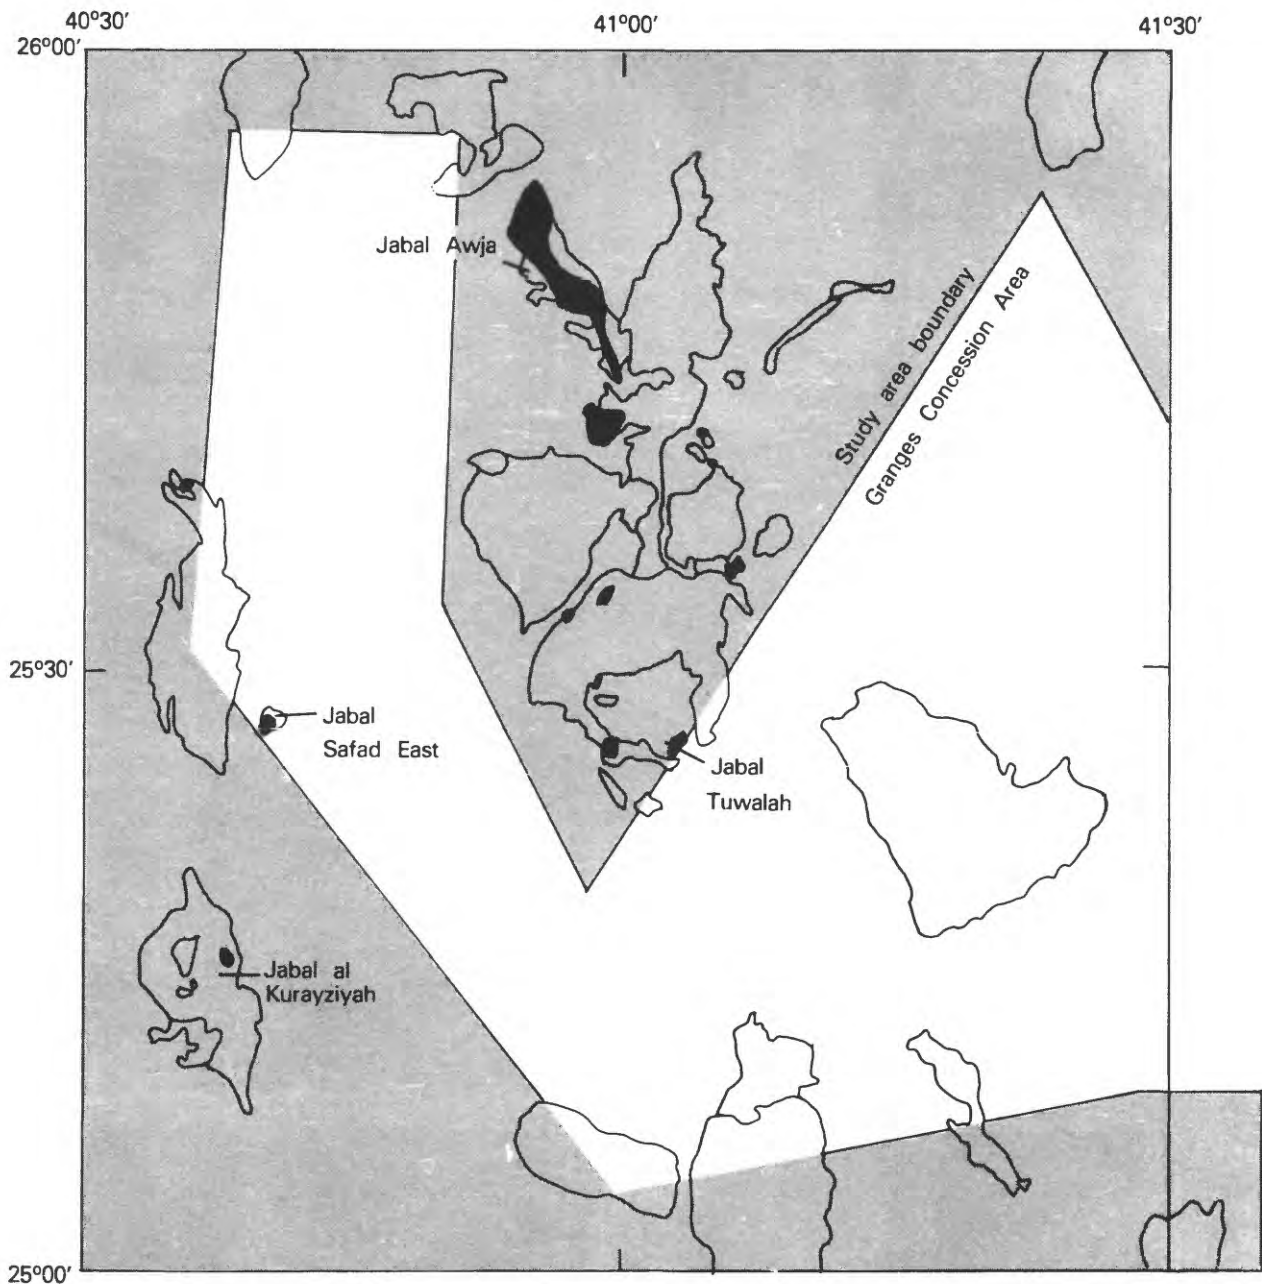 40°30′
41°00′
41°30′
26°00′
Jabal Awja
Study area boundary
Granges Concession Area
25°30′
Jabal
Safad East
Jabal
Tuwalah
Jabal al
Kurayziyah
25°00′